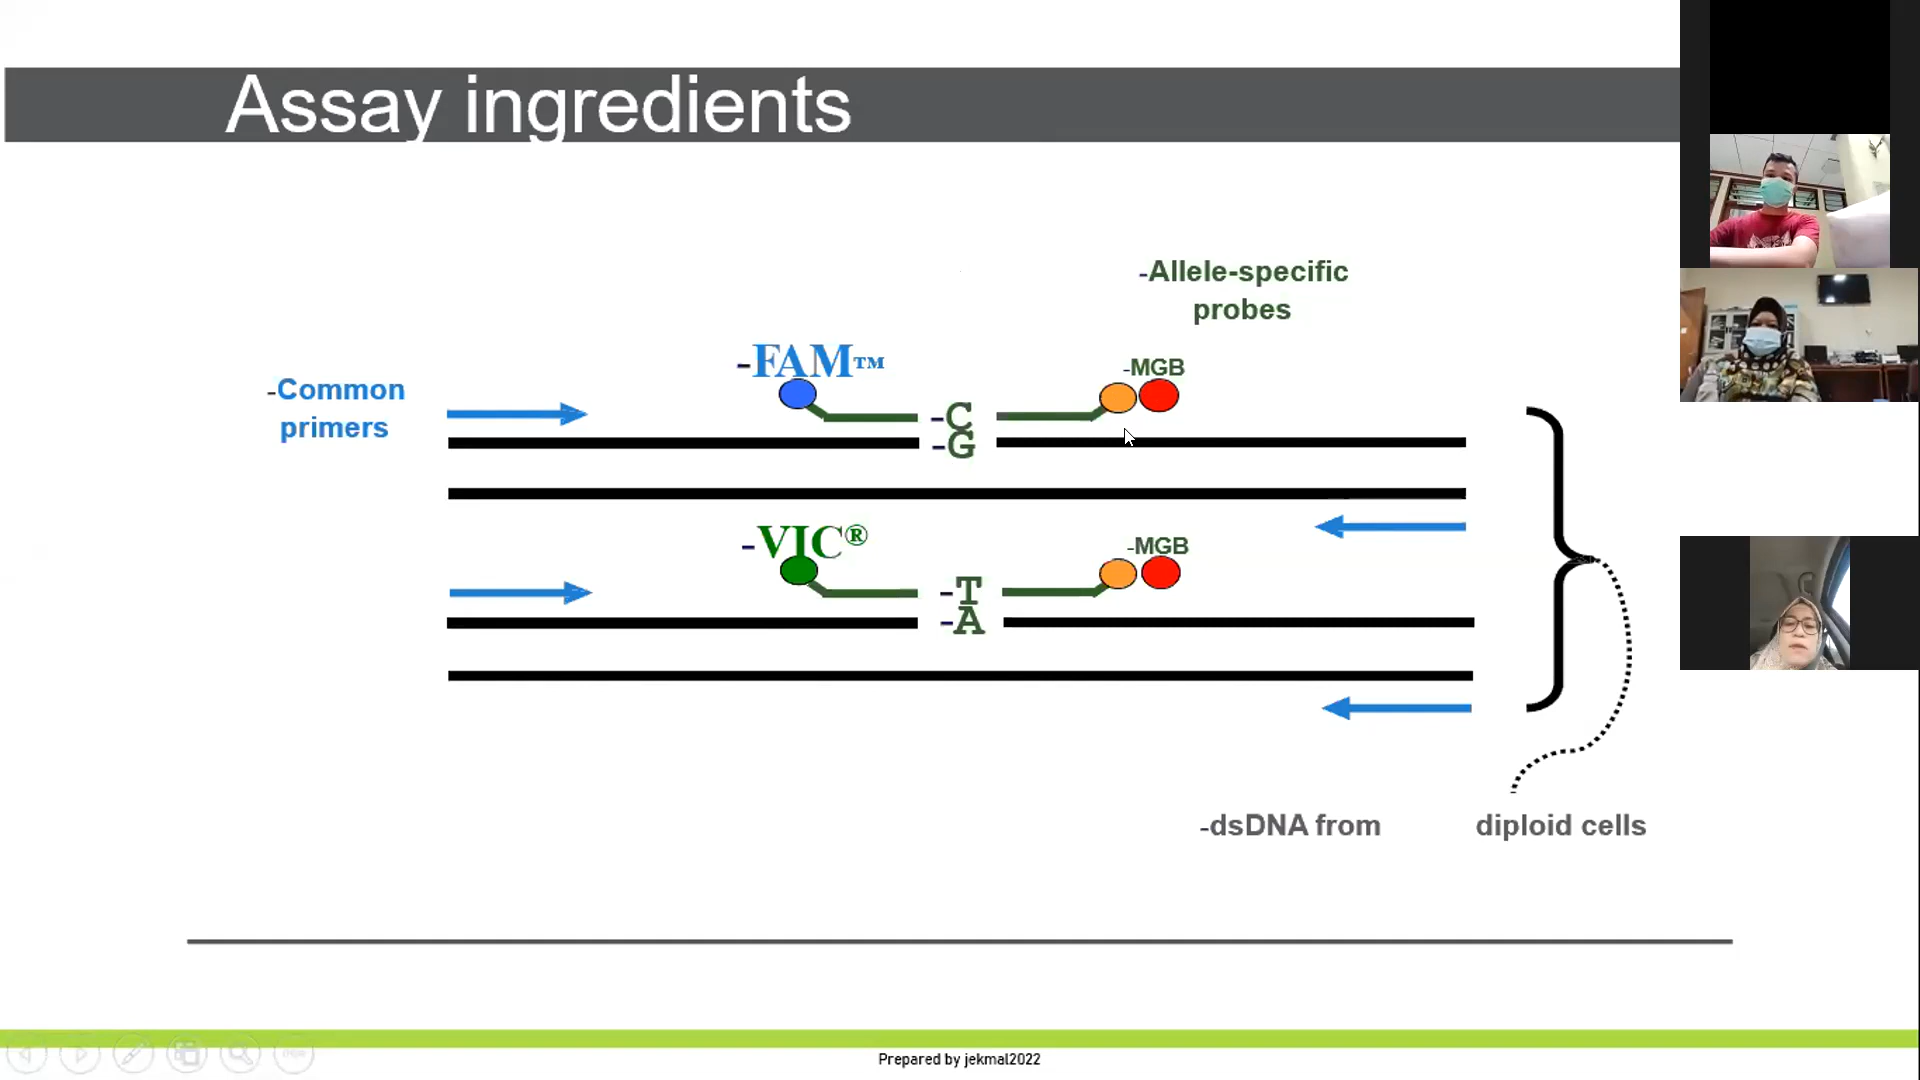 Assay ingredients
-Allele-specific
probes
-FAM™
-MGB
-Common
primers
-C
-G
-VIC®
-MGB
-T
-A
-dsDNA from diploid cells
Prepared by jekmal2022